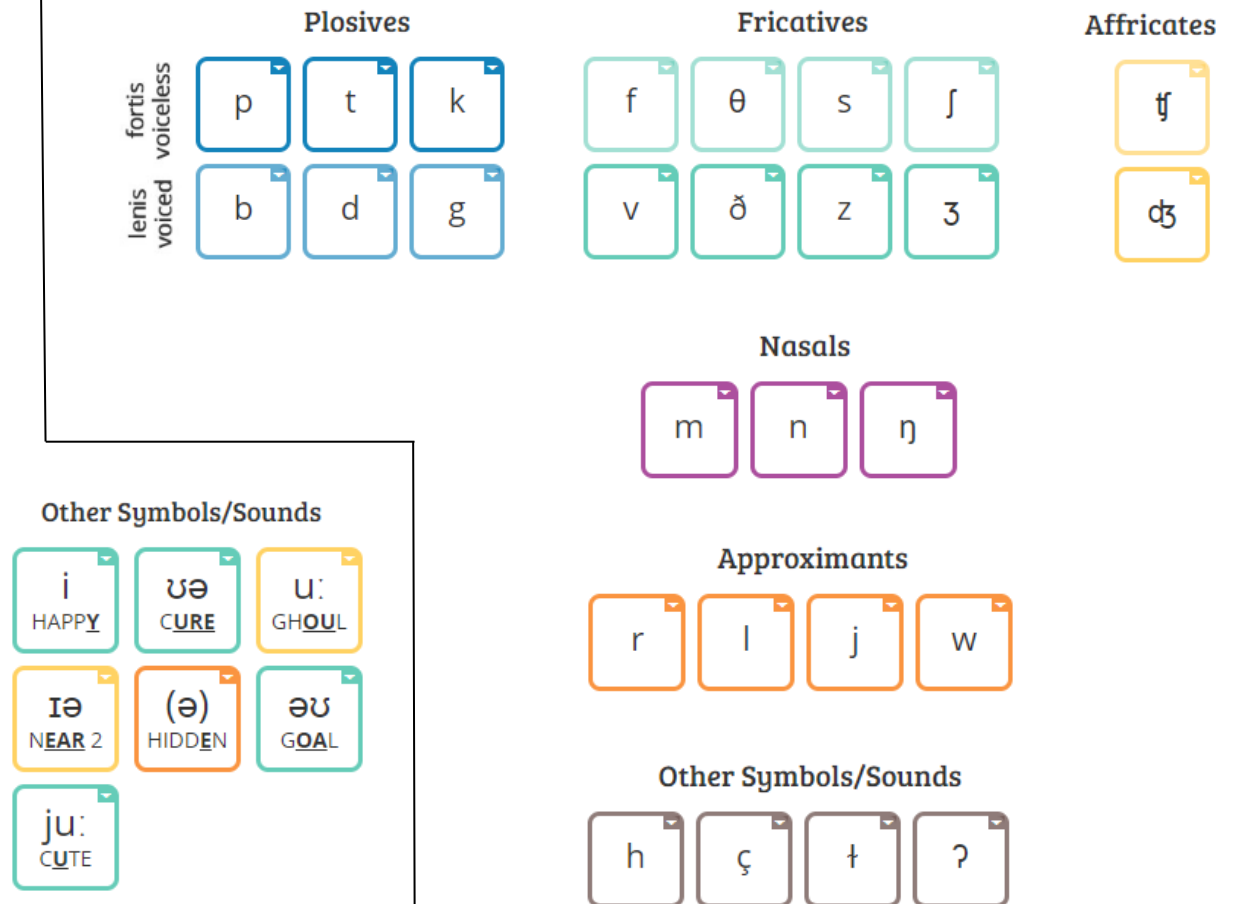 Plosives
Fricatives
Affricates
fortis
voiceless
p t k
f θ s ʃ
ʧ
lenis
voiced
b d g
v ð z ʒ
ʤ
Nasals
m n ŋ
Other Symbols/Sounds
i ʊə uː
HAPPY CURE GHOUL
ɪə (ə) əʊ
NEAR 2 HIDDEN GOAL
juː
CUTE
Approximants
r l j w
Other Symbols/Sounds
h ç ɫ ʔ